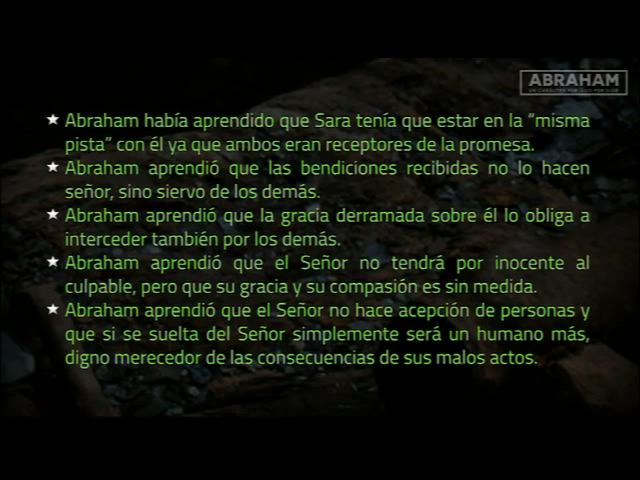 ABRAHAM
UN CARÁCTER FORJADO POR DIOS
Abraham había aprendido que Sara tenía que estar en la “misma
pista” con él ya que ambos eran receptores de la promesa.
Abraham aprendió que las bendiciones recibidas no lo hacen
señor, sino siervo de los demás.
Abraham aprendió que la gracia derramada sobre él lo obliga a
interceder también por los demás.
Abraham aprendió que el Señor no tendrá por inocente al
culpable, pero que su gracia y su compasión es sin medida.
Abraham aprendió que el Señor no hace acepción de personas y
que si se suelta del Señor simplemente será un humano más,
digno merecedor de las consecuencias de sus malos actos.